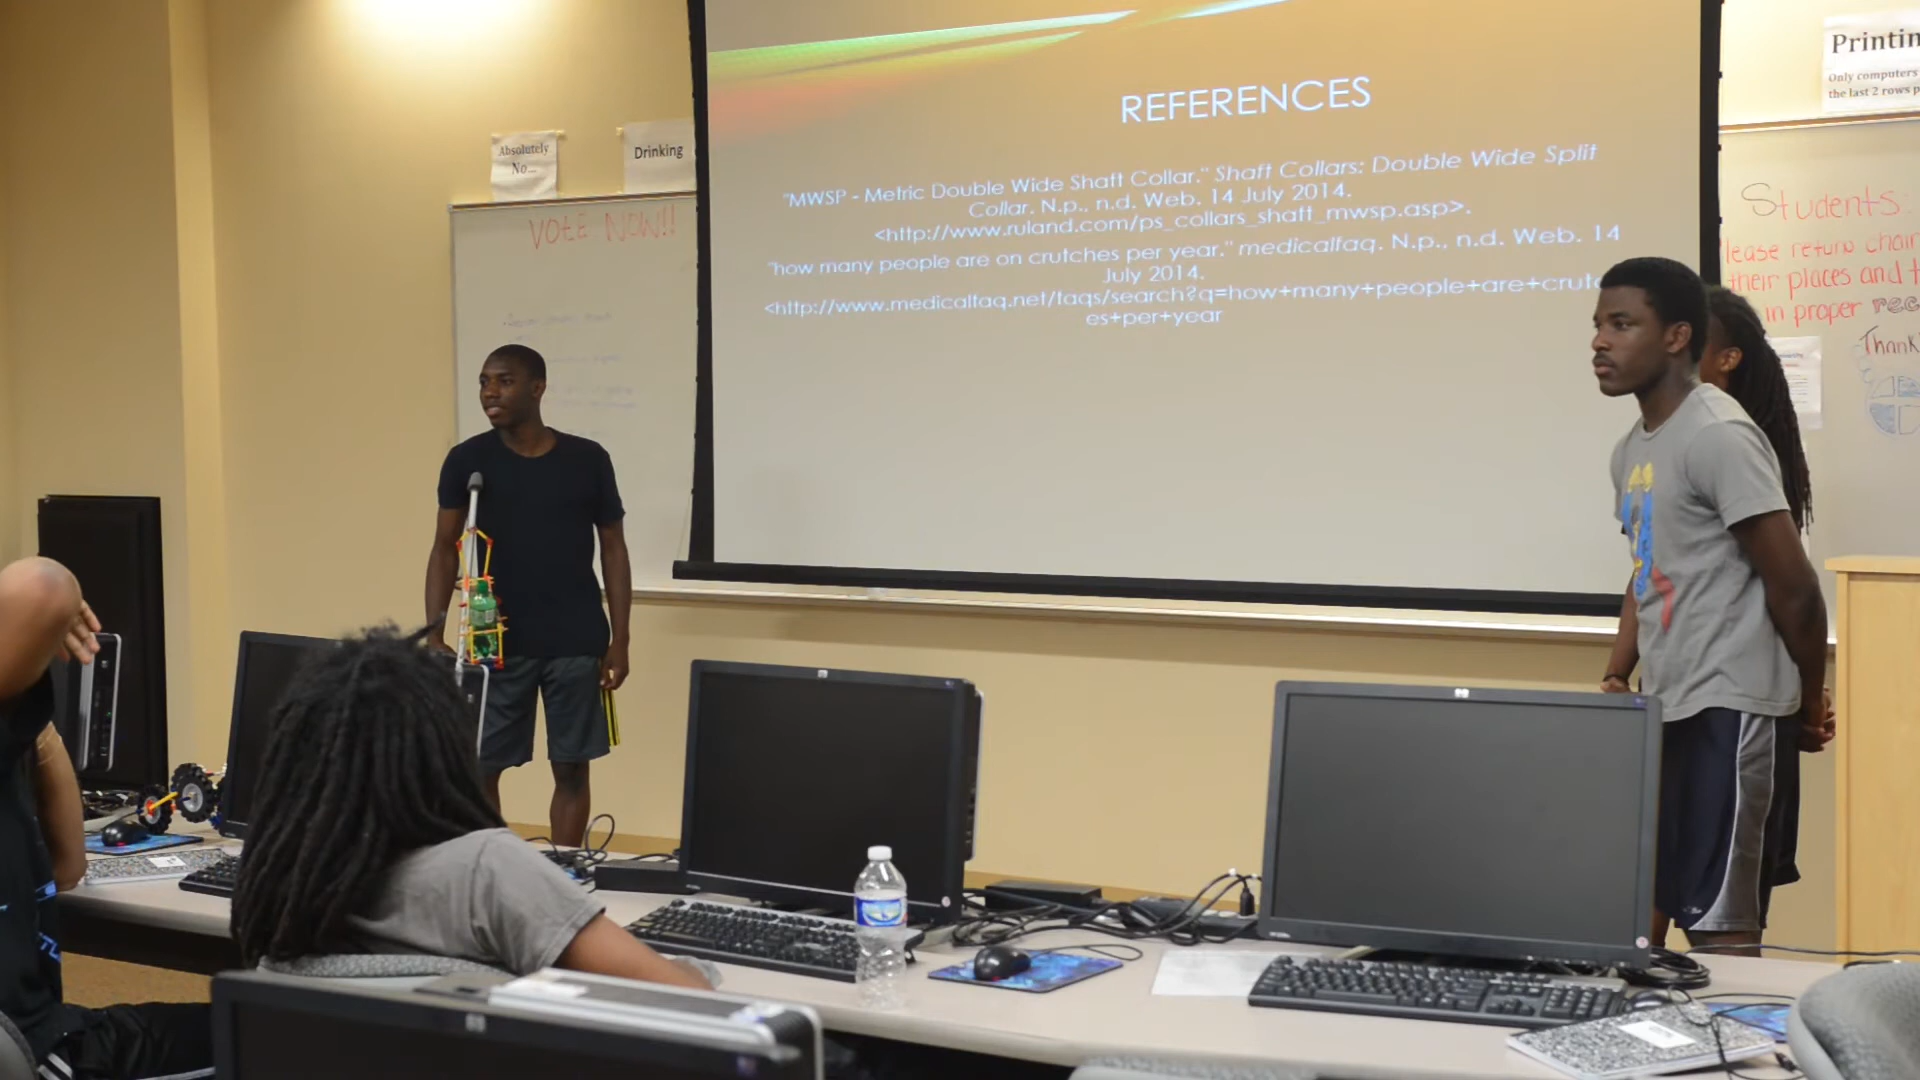 REFERENCES
"MWSP - Metric Double Wide Shaft Collar." Shaft Collars: Double Wide Split
Collar. N.p., n.d. Web. 14 July 2014.
<http://www.ruland.com/ps_collars_shaft_mwsp.asp>.
"how many people are on crutches per year." medicalfaq. N.p., n.d. Web. 14
July 2014.
<http://www.medicalfaq.net/faqs/search?q=how+many+people+are+crutc
es+per+year
Absolutely
No...
Drinking
VOTE NOW!!
Printin
Only computers
the last 2 rows p
Students:
lease return chair
their places and t
in proper rec
Thank